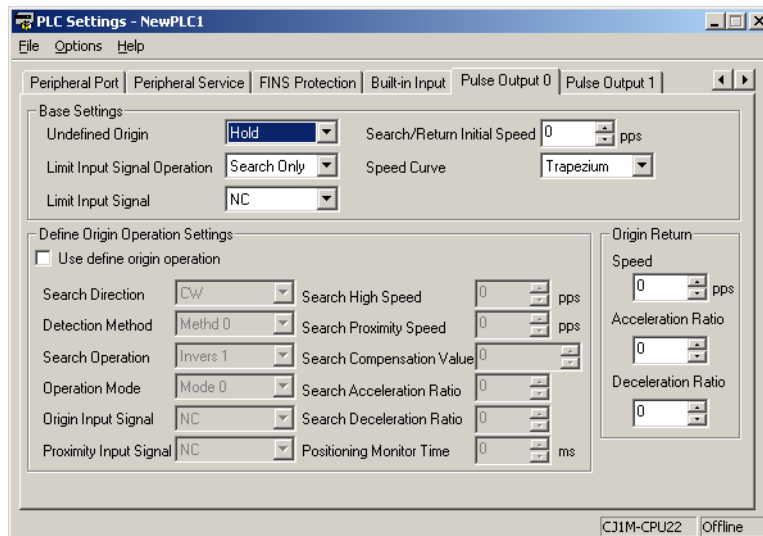 PLC Settings - NewPLC1
File Options Help
Peripheral Port Peripheral Service FINS Protection Built-in Input Pulse Output 0 Pulse Output 1
Base Settings
Undefined Origin Hold Search/Return Initial Speed 0 pps
Limit Input Signal Operation Search Only Speed Curve Trapezium
Limit Input Signal NC
Define Origin Operation Settings Origin Return
Use define origin operation Speed
0 pps
Search Direction CW Search High Speed 0 pps
Detection Method Methd 0 Search Proximity Speed 0 pps Acceleration Ratio
Search Operation Invers 1 Search Compensation Value 0 0
Operation Mode Mode 0 Search Acceleration Ratio 0 Deceleration Ratio
Origin Input Signal NC Search Deceleration Ratio 0 0
Proximity Input Signal NC Positioning Monitor Time 0 ms
CJ1M-CPU22 Offline